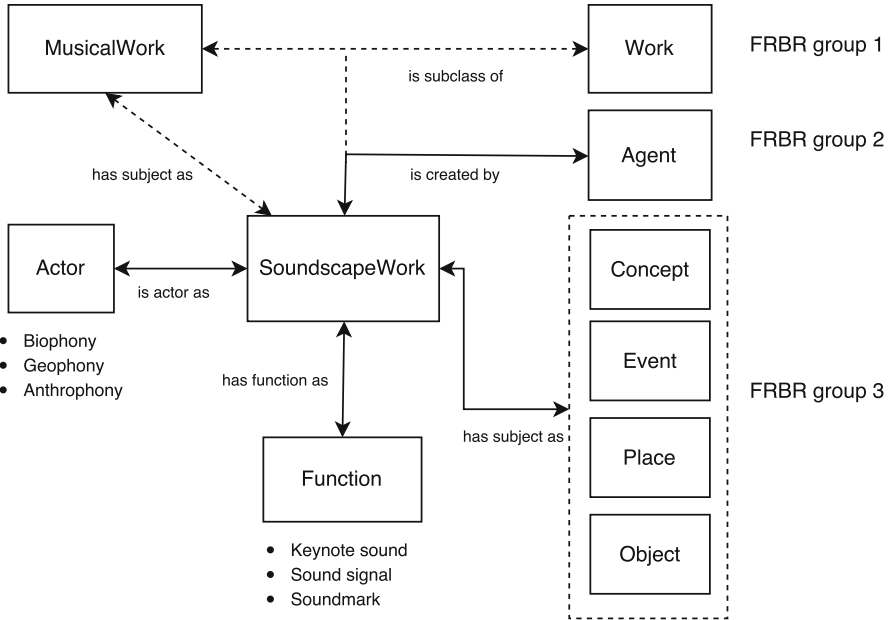 MusicalWork
Work
FRBR group 1
is subclass of
Agent
FRBR group 2
has subject as
is created by
Actor
SoundscapeWork
Concept
is actor as
• Biophony
• Geophony
• Anthrophony
has function as
Event
FRBR group 3
has subject as
Place
Function
• Keynote sound
• Sound signal
• Soundmark
Object